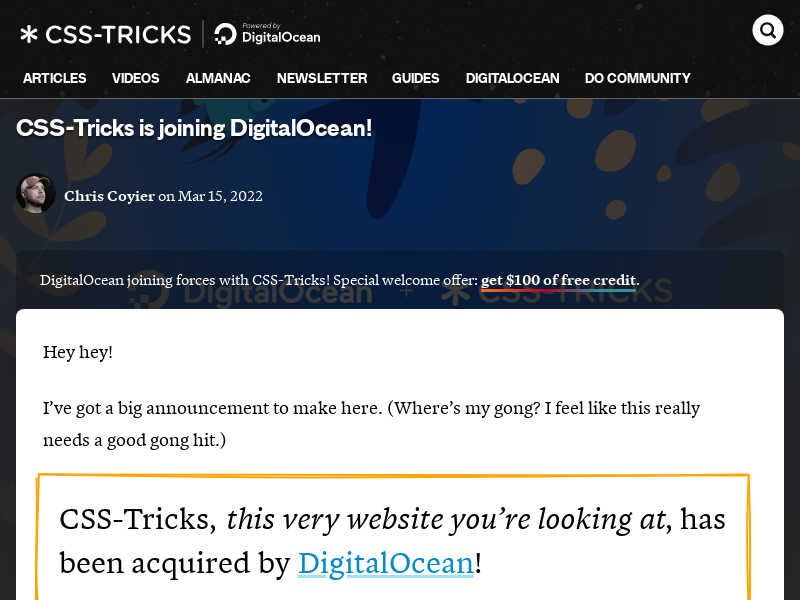 CSS-TRICKS
Powered by
DigitalOcean
ARTICLES VIDEOS ALMANAC NEWSLETTER GUIDES DIGITALOCEAN DO COMMUNITY
CSS-Tricks is joining DigitalOcean!
Chris Coyier on Mar 15, 2022
DigitalOcean joining forces with CSS-Tricks! Special welcome offer: get $100 of free credit.
DigitalOcean + CSS-TRICKS
Hey hey!
I’ve got a big announcement to make here. (Where’s my gong? I feel like this really
needs a good gong hit.)
CSS-Tricks, this very website you’re looking at, has
been acquired by DigitalOcean!